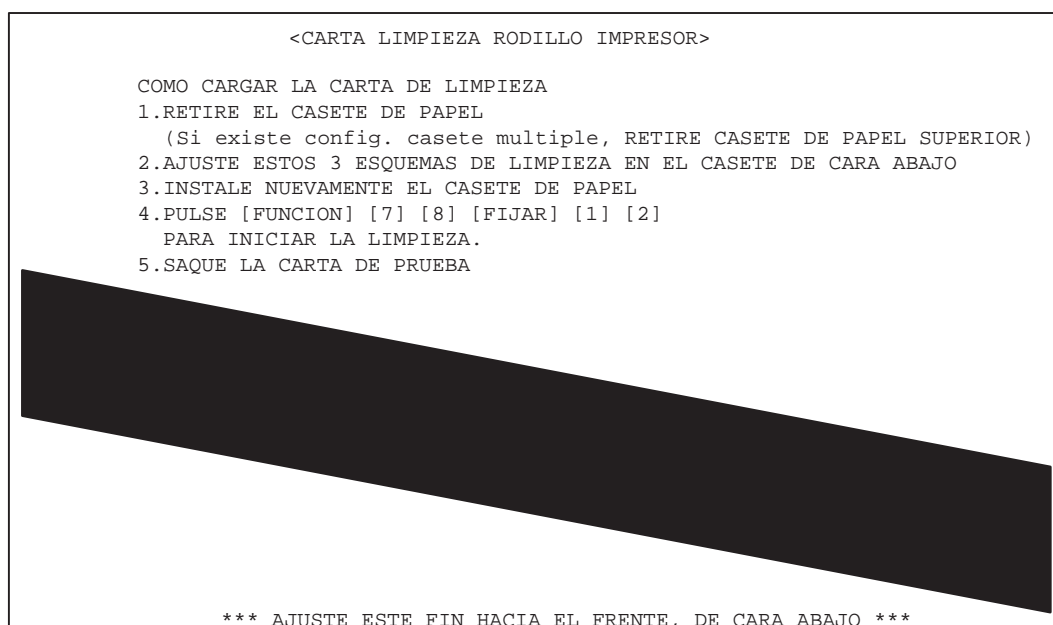 <CARTA LIMPIEZA RODILLO IMPRESOR>
COMO CARGAR LA CARTA DE LIMPIEZA
1.RETIRE EL CASETE DE PAPEL
(Si existe config. casete multiple, RETIRE CASETE DE PAPEL SUPERIOR)
2.AJUSTE ESTOS 3 ESQUEMAS DE LIMPIEZA EN EL CASETE DE CARA ABAJO
3.INSTALE NUEVAMENTE EL CASETE DE PAPEL
4.PULSE [FUNCION] [7] [8] [FIJAR] [1] [2]
PARA INICIAR LA LIMPIEZA.
5.SAQUE LA CARTA DE PRUEBA
*** AJUSTE ESTE FIN HACIA EL FRENTE, DE CARA ABAJO ***